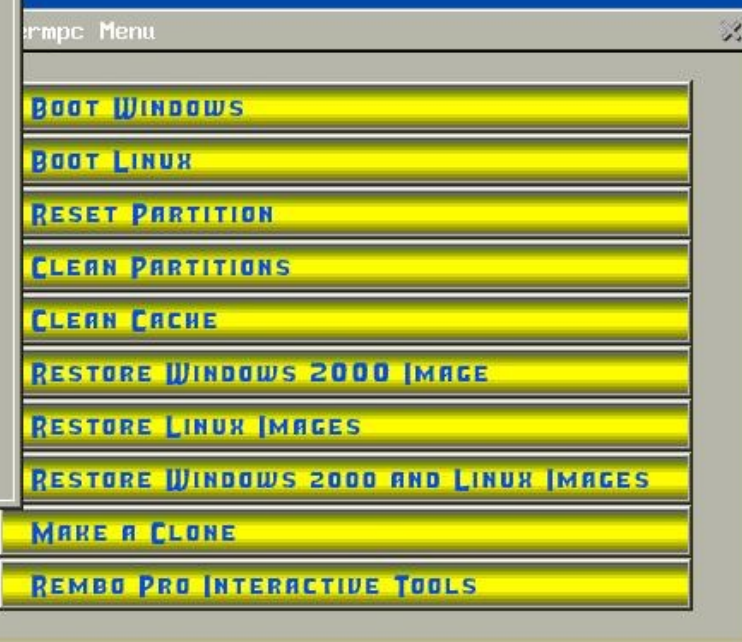 ermpc Menu
Boot Windows
Boot Linux
Reset Partition
Clean Partitions
Clean Cache
Restore Windows 2000 Image
Restore Linux Images
Restore Windows 2000 and Linux Images
Make a Clone
Rembo Pro Interactive Tools